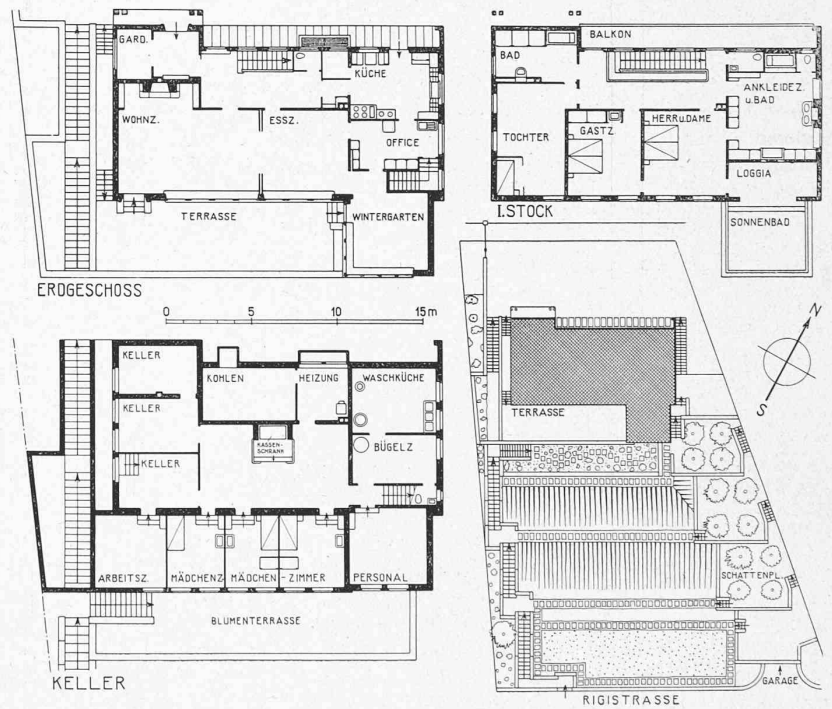 GARD.
KÜCHE
WOHNZ.
ESSZ.
OFFICE
TERRASSE
WINTERGARTEN
ERDGESCHOSS
BALKON
BAD
ANKLEIDEZ.
u.BAD
TOCHTER
GASTZ.
HERR u.DAME
LOGGIA
I.STOCK
SONNENBAD
0 5 10 15 m
KELLER
KOHLEN
HEIZUNG
WASCHKÜCHE
KELLER
KASSEN-
SCHRANK
BÜGELZ
KELLER
ARBEITSZ.
MÄDCHENZ.
MÄDCHEN-ZIMMER
PERSONAL
BLUMENTERRASSE
KELLER
N
S
TERRASSE
SCHATTENPL.
GARAGE
RIGISTRASSE